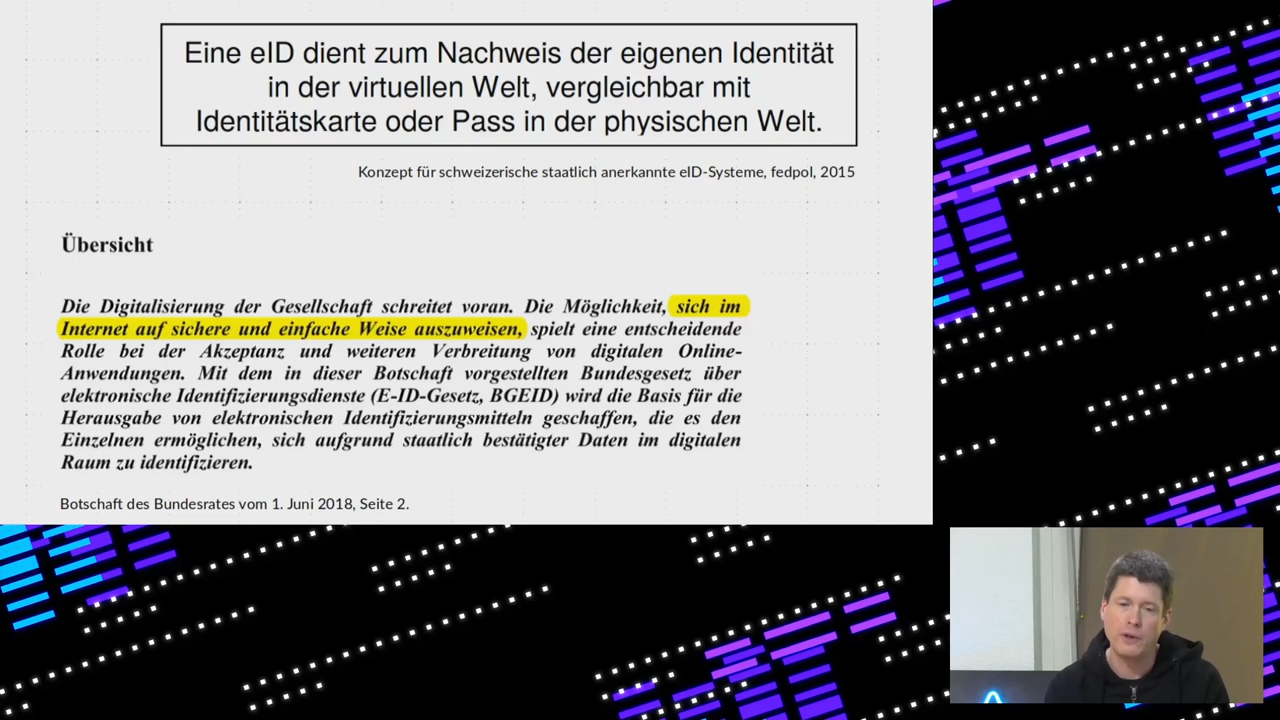 Eine eID dient zum Nachweis der eigenen Identität
in der virtuellen Welt, vergleichbar mit
Identitätskarte oder Pass in der physischen Welt.
Konzept für schweizerische staatlich anerkannte eID-Systeme, fedpol, 2015
Übersicht
Die Digitalisierung der Gesellschaft schreitet voran. Die Möglichkeit, sich im
Internet auf sichere und einfache Weise auszuweisen, spielt eine entscheidende
Rolle bei der Akzeptanz und weiteren Verbreitung von digitalen Online-
Anwendungen. Mit dem in dieser Botschaft vorgestellten Bundesgesetz über
elektronische Identifizierungsdienste (E-ID-Gesetz, BGEID) wird die Basis für die
Herausgabe von elektronischen Identifizierungsmitteln geschaffen, die es den
Einzelnen ermöglichen, sich aufgrund staatlich bestätigter Daten im digitalen
Raum zu identifizieren.
Botschaft des Bundesrates vom 1. Juni 2018, Seite 2.